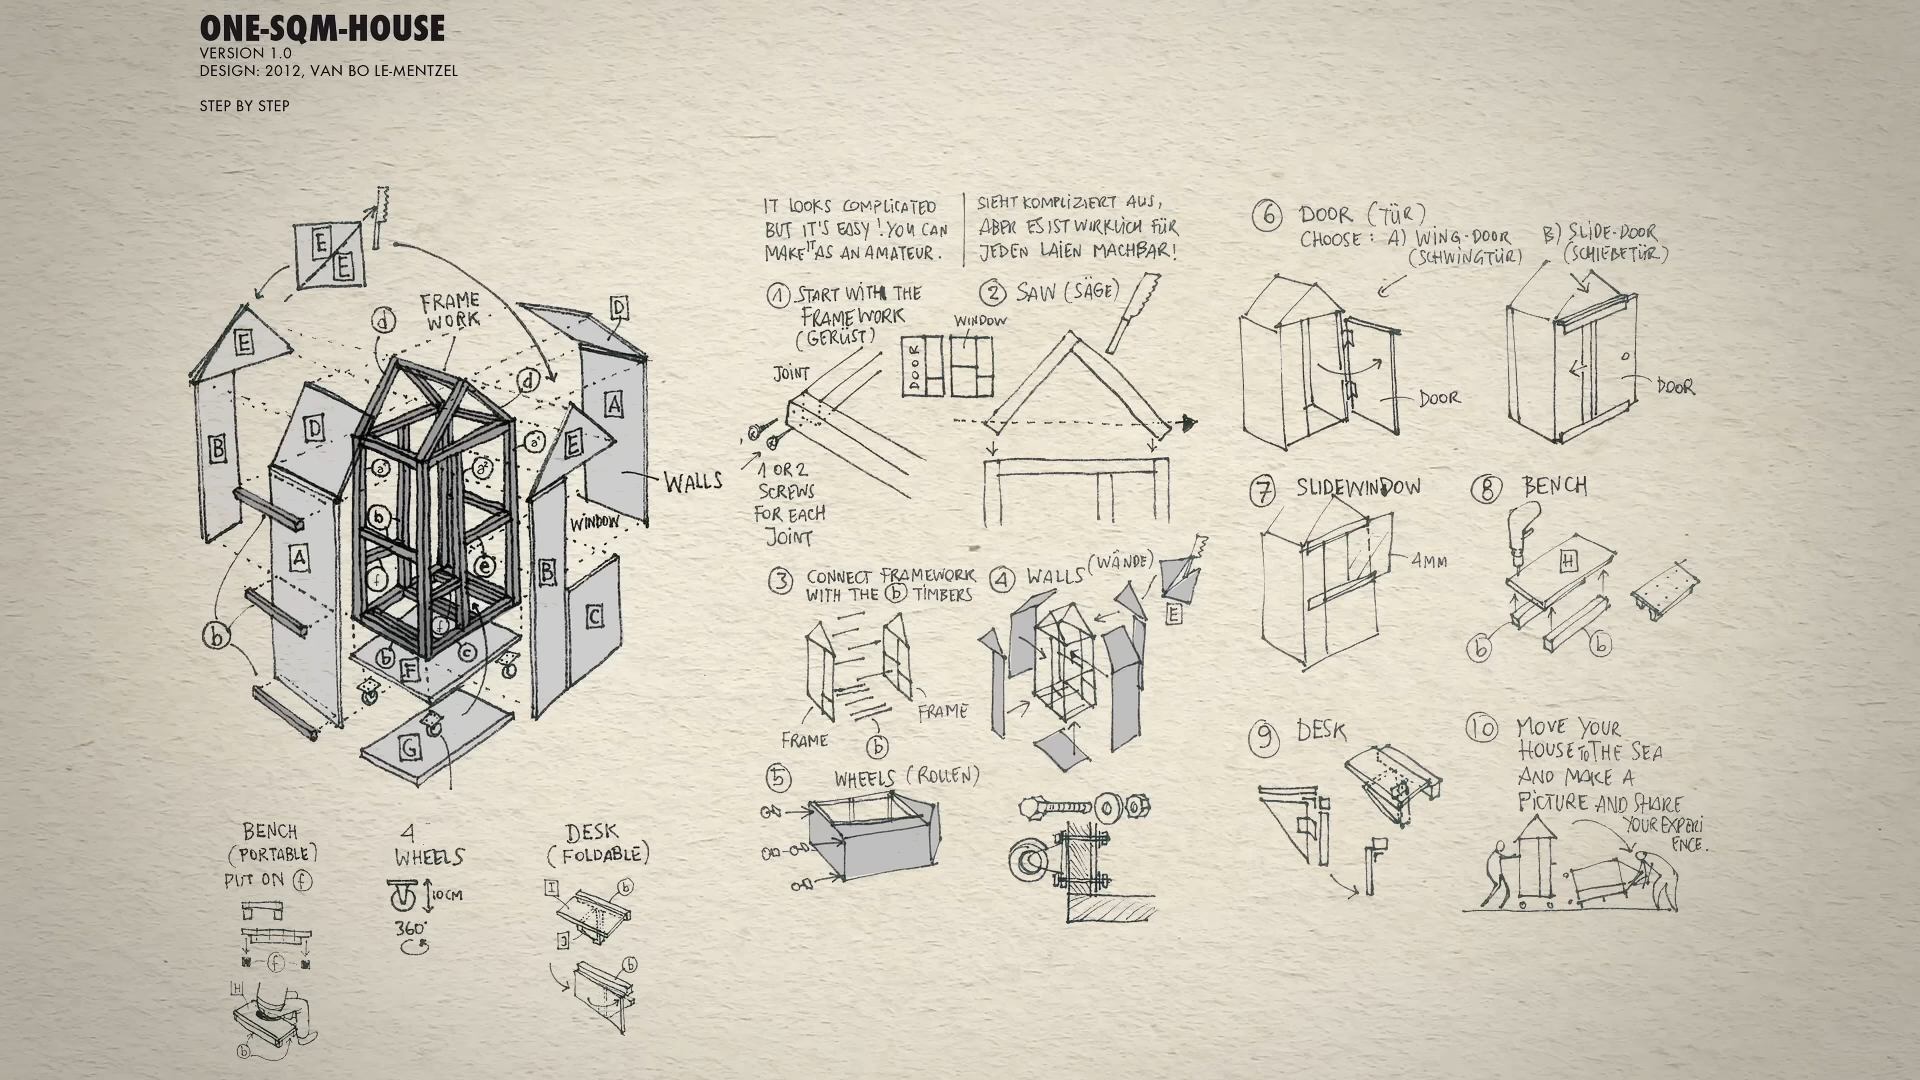 ONE-SQM-HOUSE
VERSION 1.0
DESIGN: 2012, VAN BO LE-MENTZEL
STEP BY STEP
E
E
FRAME
WORK
d
D
E
d
A
D
B
E
a
a
a
WALLS
b
WINDOW
A
e
B
f
C
b
f
b
c
F
G
BENCH
(PORTABLE)
PUT ON f
f
H
b
4
WHEELS
10CM
360°
DESK
(FOLDABLE)
I
b
J
b
IT LOOKS COMPLICATED
BUT IT'S EASY! YOU CAN
MAKE IT AS AN AMATEUR.
SIEHT KOMPLIZIERT AUS,
ABER ES IST WIRKLICH FÜR
JEDEN LAIEN MACHBAR!
1 START WITH THE
FRAMEWORK
(GERÜST)
JOINT
1 OR 2
SCREWS
FOR EACH
JOINT
DOOR
WINDOW
2 SAW (SÄGE)
3 CONNECT FRAMEWORK
WITH THE b TIMBERS
FRAME
FRAME
b
4 WALLS (WÄNDE)
E
5 WHEELS (ROLLEN)
6 DOOR (TÜR)
CHOOSE: A) WING-DOOR
(SCHWINGTÜR)
B) SLIDE-DOOR
(SCHIEBETÜR)
DOOR
DOOR
7 SLIDEWINDOW
4MM
8 BENCH
H
b
b
9 DESK
10 MOVE YOUR
HOUSE TO THE SEA
AND MAKE A
PICTURE AND SHARE
YOUR EXPERI
ENCE.